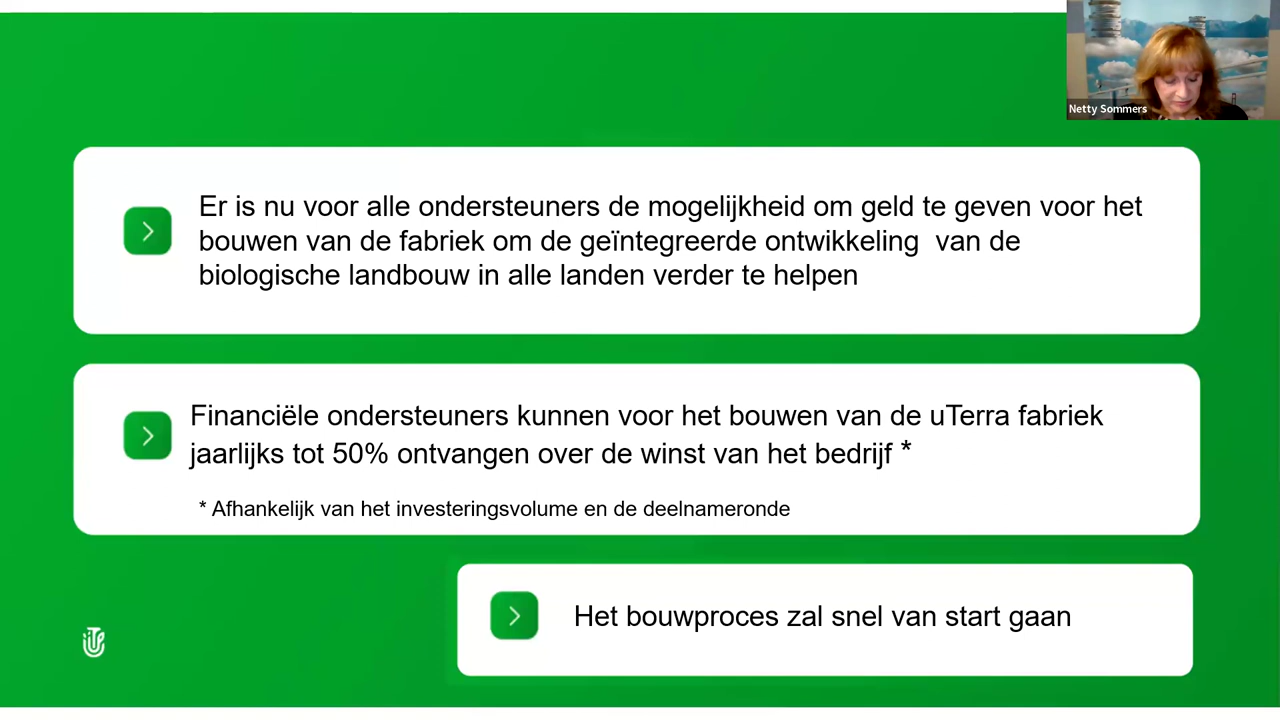 Netty Sommers
Er is nu voor alle ondersteuners de mogelijkheid om geld te geven voor het
bouwen van de fabriek om de geïntegreerde ontwikkeling  van de
biologische landbouw in alle landen verder te helpen
Financiële ondersteuners kunnen voor het bouwen van de uTerra fabriek
jaarlijks tot 50% ontvangen over de winst van het bedrijf *
* Afhankelijk van het investeringsvolume en de deelnameronde
Het bouwproces zal snel van start gaan